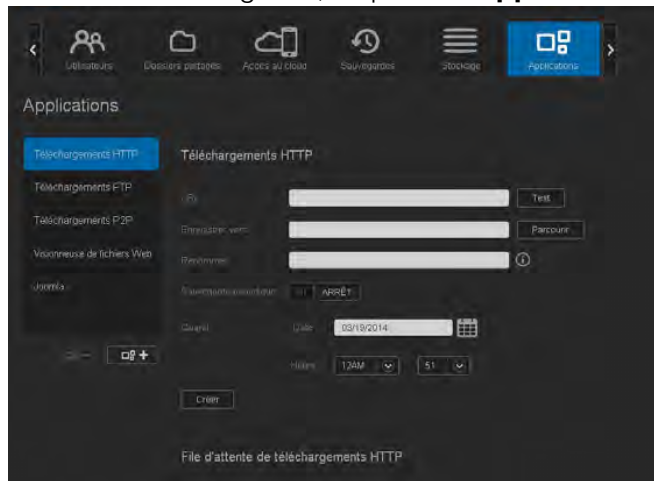 Utilisateurs Dossiers partagés Accès au cloud Sauvegardes Stockage Applications
Applications
Téléchargements HTTP
Téléchargements FTP
Téléchargements P2P
Visionneuse de fichiers Web
Joomla
Téléchargements HTTP
Test
Enregistrer vers
Parcourir
Renommer
ARRÊT
Quand
Date
03/19/2014
Heure
12AM
51
Créer
File d'attente de téléchargements HTTP